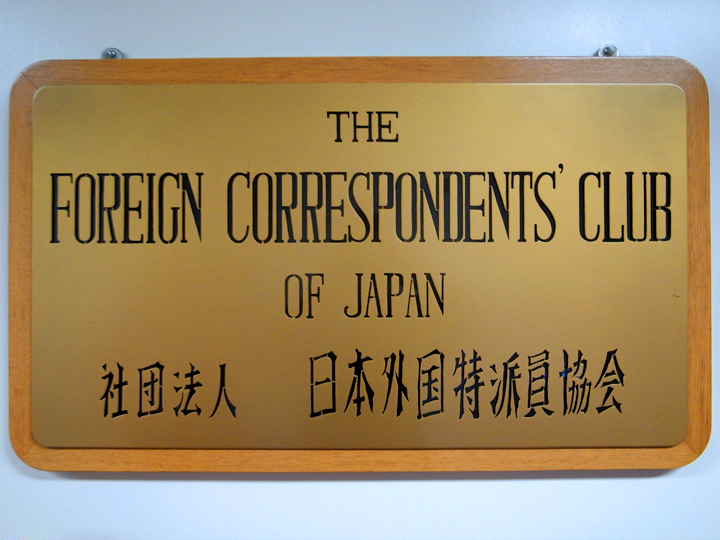 THE
FOREIGN CORRESPONDENTS' CLUB
OF JAPAN
社団法人 日本外国特派員協会